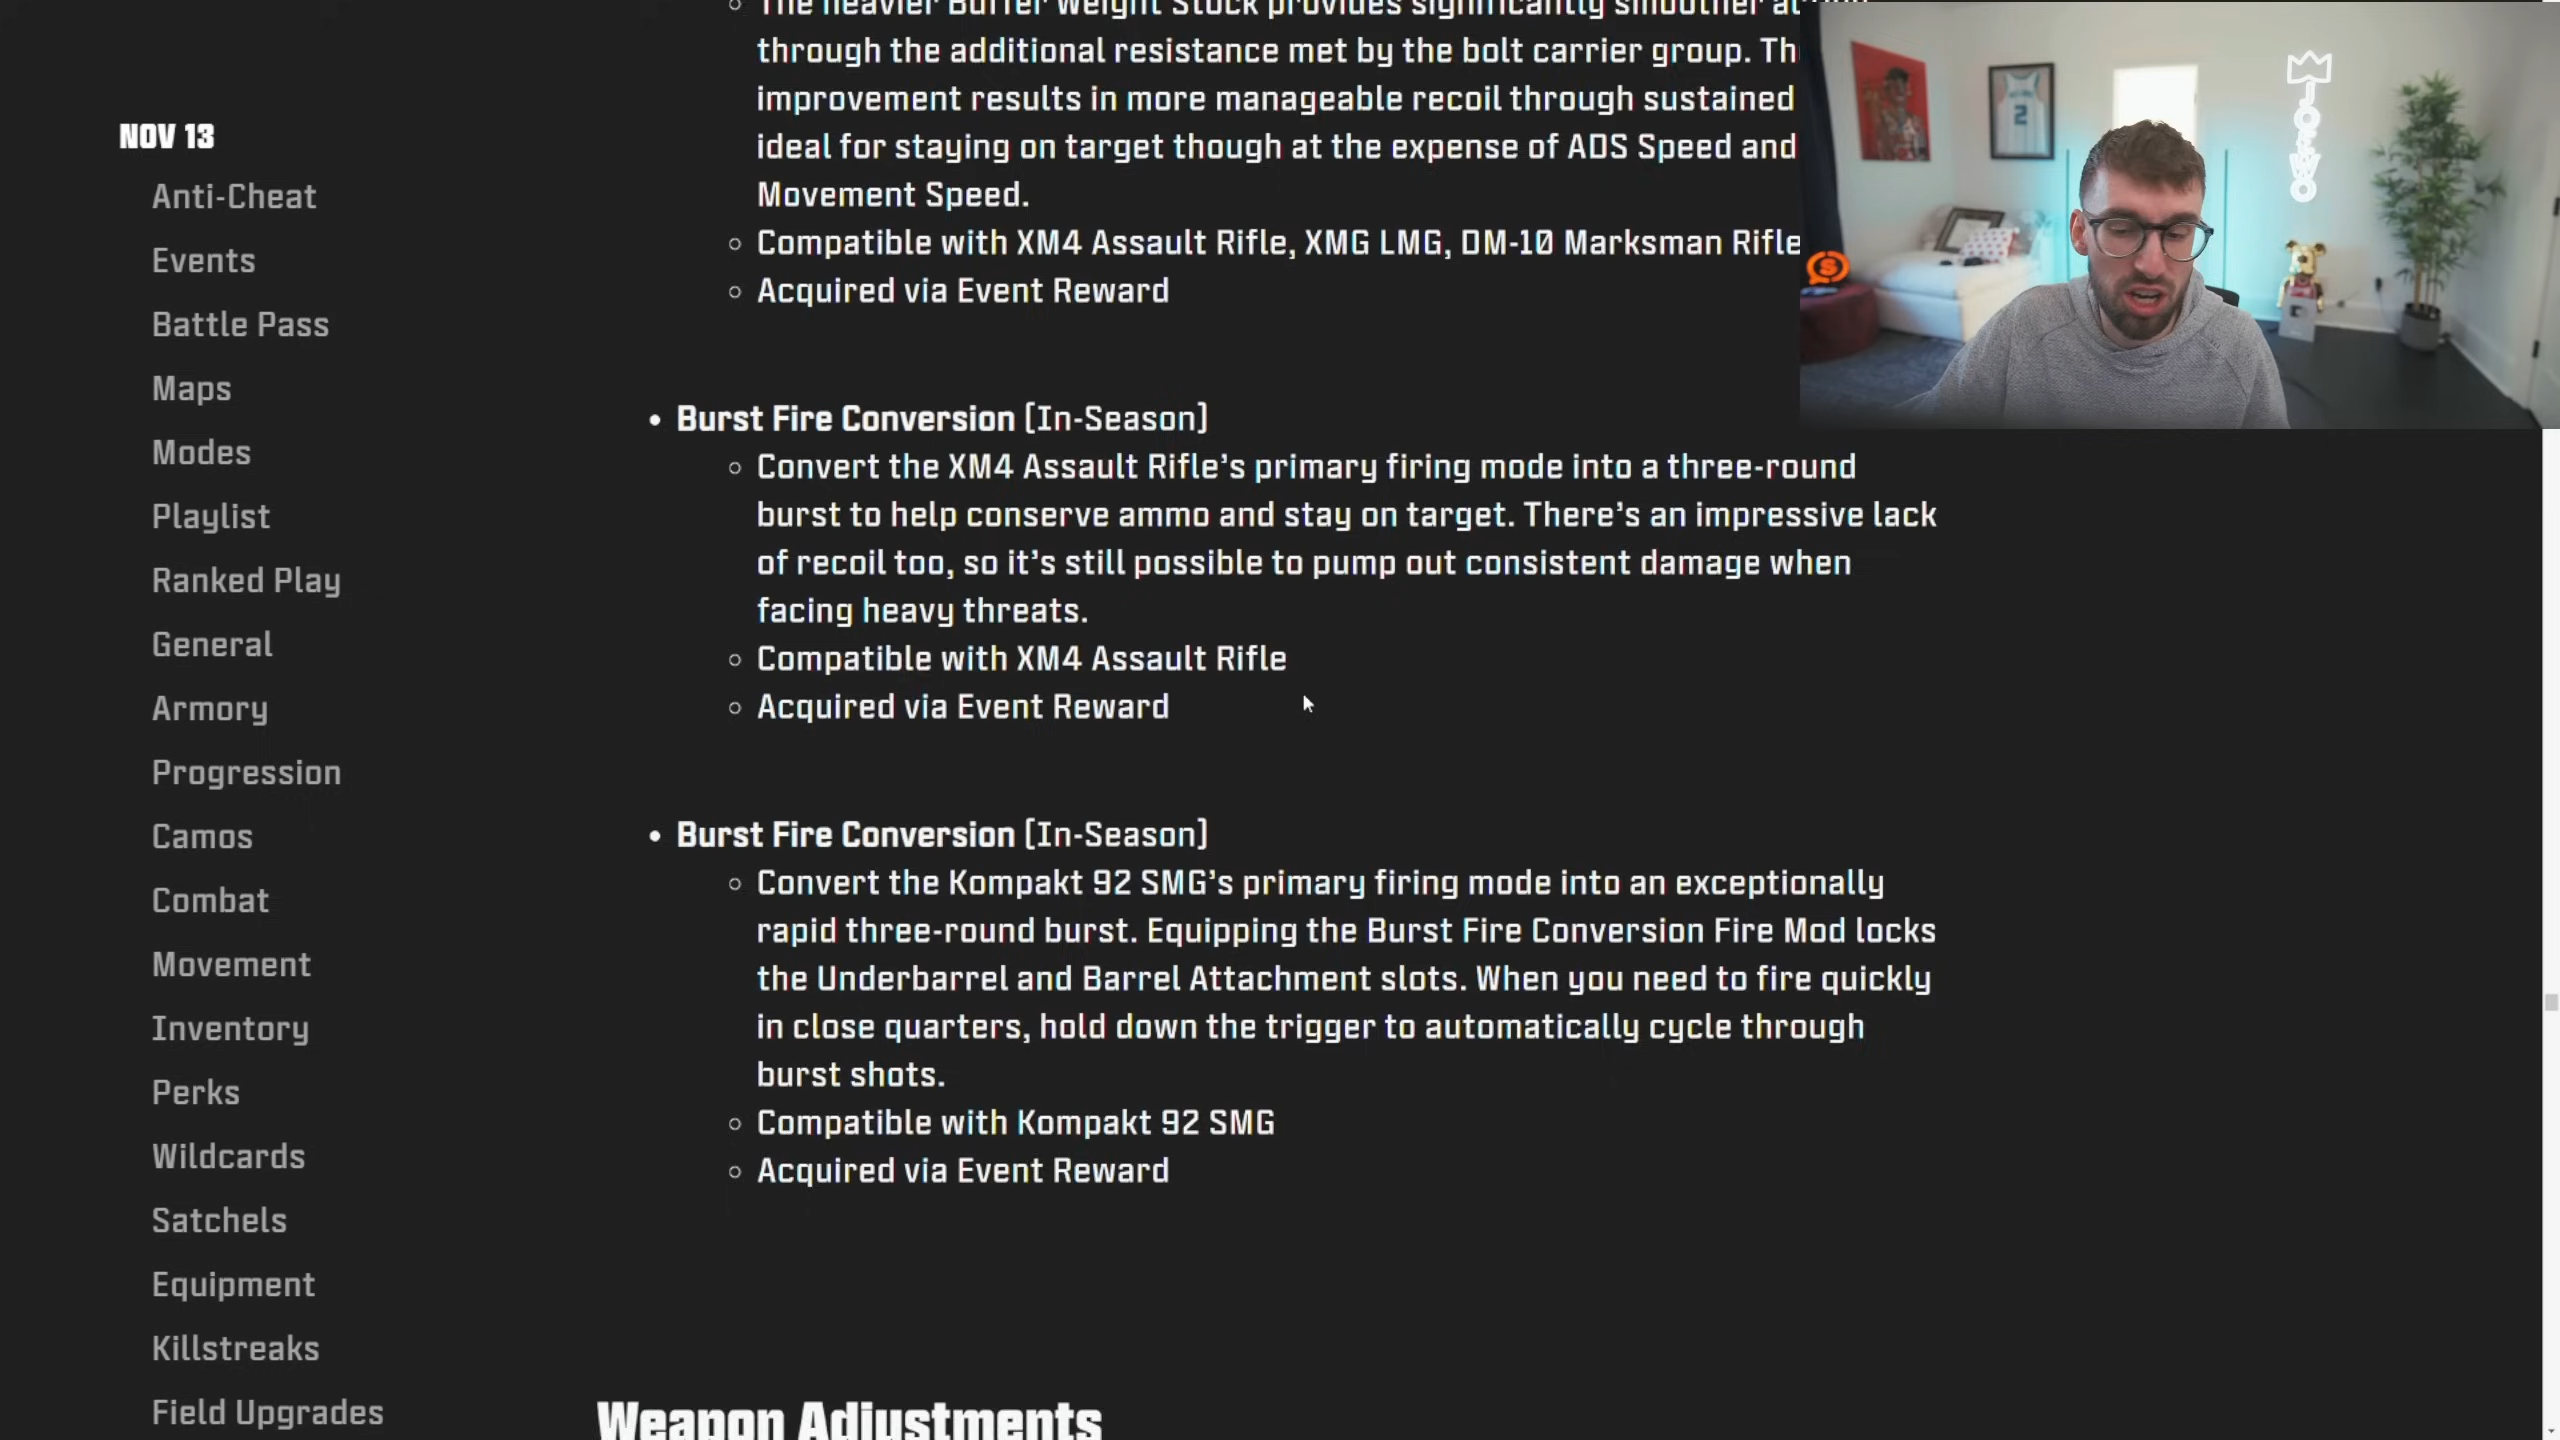 The Heavier Buffer Weight Stock provides significantly smoother
through the additional resistance met by the bolt carrier group.
improvement results in more manageable recoil through sustained
ideal for staying on target though at the expense of ADS Speed and
Movement Speed.
○ Compatible with XM4 Assault Rifle, XMG LMG, DM-10 Marksman Rifle
○ Acquired via Event Reward
• Burst Fire Conversion [In-Season]
○ Convert the XM4 Assault Rifle’s primary firing mode into a three-round
burst to help conserve ammo and stay on target. There’s an impressive lack
of recoil too, so it’s still possible to pump out consistent damage when
facing heavy threats.
○ Compatible with XM4 Assault Rifle
○ Acquired via Event Reward
• Burst Fire Conversion [In-Season]
○ Convert the Kompakt 92 SMG’s primary firing mode into an exceptionally
rapid three-round burst. Equipping the Burst Fire Conversion Fire Mod locks
the Underbarrel and Barrel Attachment slots. When you need to fire quickly
in close quarters, hold down the trigger to automatically cycle through
burst shots.
○ Compatible with Kompakt 92 SMG
○ Acquired via Event Reward
Weapon Adjustments
NOV 13
Anti-Cheat
Events
Battle Pass
Maps
Modes
Playlist
Ranked Play
General
Armory
Progression
Camos
Combat
Movement
Inventory
Perks
Wildcards
Satchels
Equipment
Killstreaks
Field Upgrades
2
S